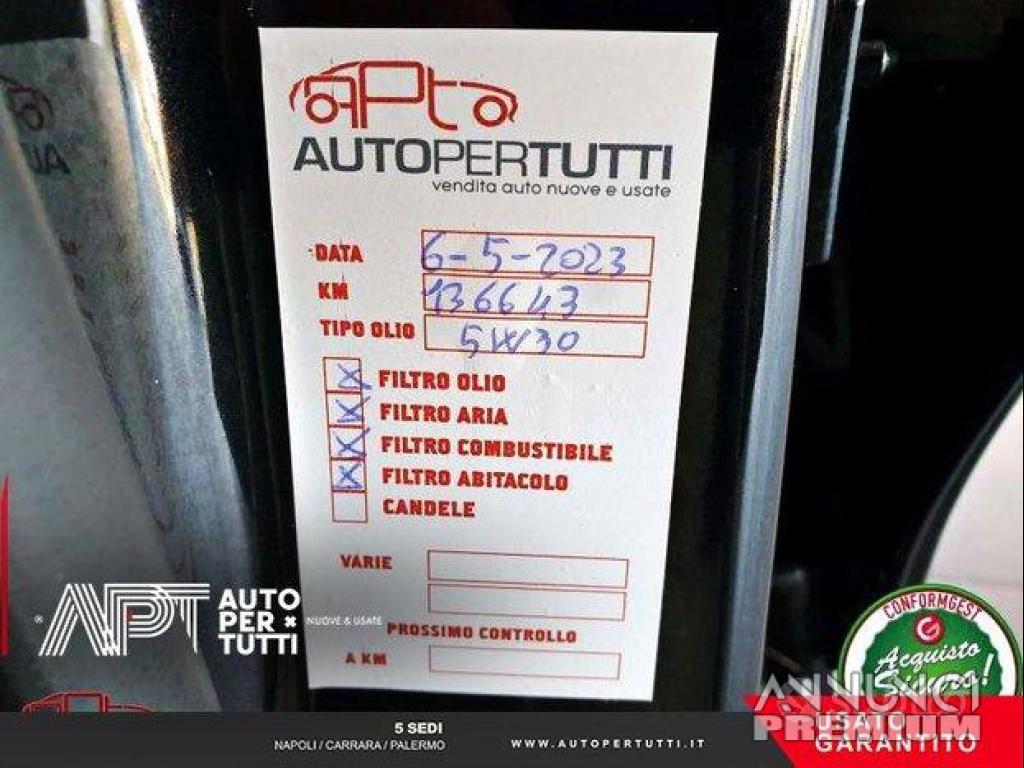 APto
AUTOPERTUTTI
vendita auto nuove e usate
DATA 6-5-2023
KM 136643
TIPO OLIO 5W30
X FILTRO OLIO
X FILTRO ARIA
X FILTRO COMBUSTIBILE
X FILTRO ABITACOLO
CANDELE
VARIE
PROSSIMO CONTROLLO
A KM
® APT AUTO
PER
TUTTI
NUOVE & USATE
CONFORMGEST
Acquisto
Sicuro!
ANNUNCI
PREMIUM
USATO
GARANTITO
5 SEDI
NAPOLI / CARRARA / PALERMO
WWW.AUTOPERTUTTI.IT